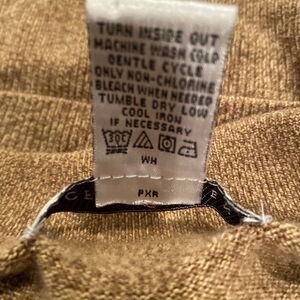 TURN INSIDE OUT
MACHINE WASH COLD
GENTLE CYCLE
ONLY NON-CHLORINE
BLEACH WHEN NEEDED
TUMBLE DRY LOW
COOL IRON
IF NECESSARY
WH
PXR